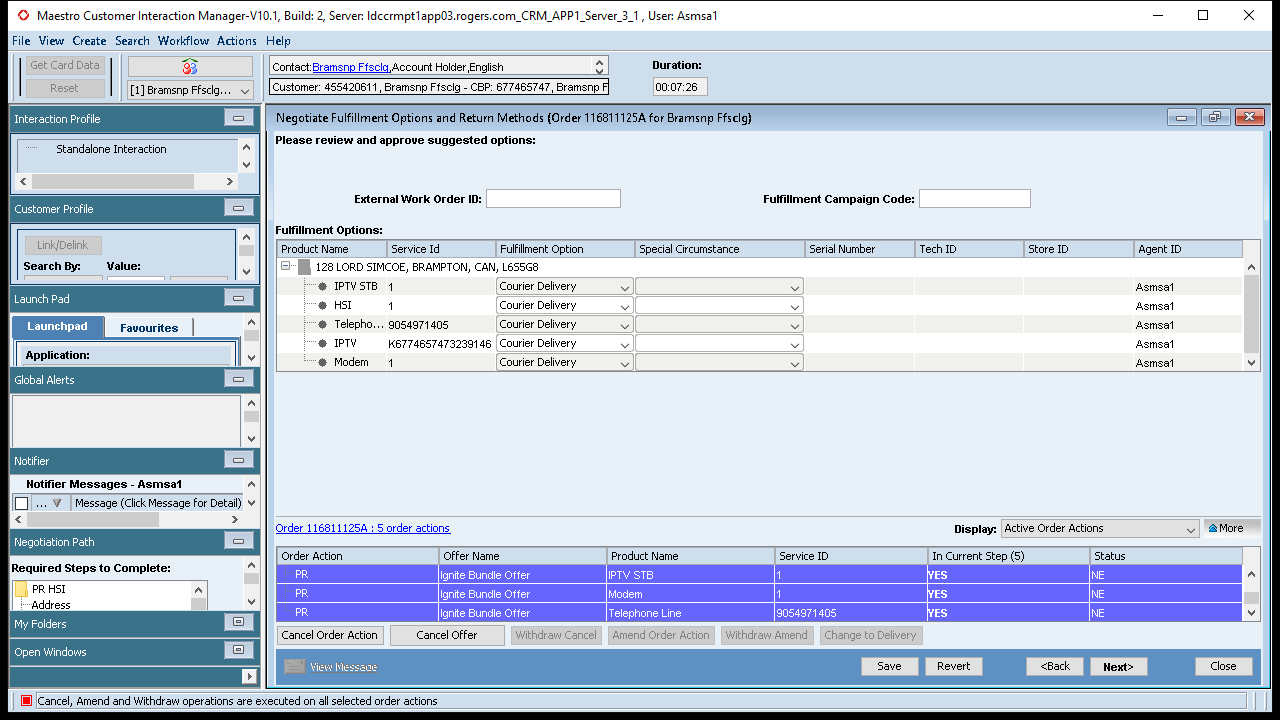 Maestro Customer Interaction Manager-V10.1, Build: 2, Server: ldccrmpt1app03.rogers.com_CRM_APP1_Server_3_1 , User: Asmsa1
File View Create Search Workflow Actions Help
Get Card Data
Reset
[1] Bramsnp Ffsclg...
Contact:Bramsnp Ffsclg,Account Holder,English
Customer: 455420611, Bramsnp Ffsclg - CBP: 677465747, Bramsnp F
Duration:
00:07:26
Interaction Profile
Standalone Interaction
Customer Profile
Link/Delink
Search By: Value:
Launch Pad
Launchpad Favourites
Application:
Global Alerts
Notifier
Notifier Messages - Asmsa1
... Message (Click Message for Detail)
Negotiation Path
Required Steps to Complete:
PR HSI
Address
My Folders
Open Windows
Negotiate Fulfillment Options and Return Methods (Order 116811125A for Bramsnp Ffsclg)
Please review and approve suggested options:
External Work Order ID: Fulfillment Campaign Code:
Fulfillment Options:
Product Name Service Id Fulfillment Option Special Circumstance Serial Number Tech ID Store ID Agent ID
128 LORD SIMCOE, BRAMPTON, CAN, L6S5G8
IPTV STB 1 Courier Delivery Asmsa1
HSI 1 Courier Delivery Asmsa1
Telepho... 9054971405 Courier Delivery Asmsa1
IPTV K6774657473239146 Courier Delivery Asmsa1
Modem 1 Courier Delivery Asmsa1
Order 116811125A : 5 order actions
Display: Active Order Actions More
Order Action Offer Name Product Name Service ID In Current Step (5) Status
PR Ignite Bundle Offer IPTV STB 1 YES NE
PR Ignite Bundle Offer Modem 1 YES NE
PR Ignite Bundle Offer Telephone Line 9054971405 YES NE
Cancel Order Action Cancel Offer Withdraw Cancel Amend Order Action Withdraw Amend Change to Delivery
View Message Save Revert <Back Next> Close
Cancel, Amend and Withdraw operations are executed on all selected order actions